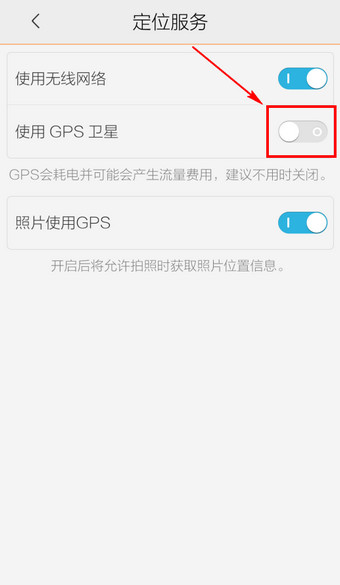 定位服务
使用无线网络
使用 GPS 卫星
GPS会耗电并可能会产生流量费用，建议不用时关闭。
照片使用GPS
开启后将允许拍照时获取照片位置信息。